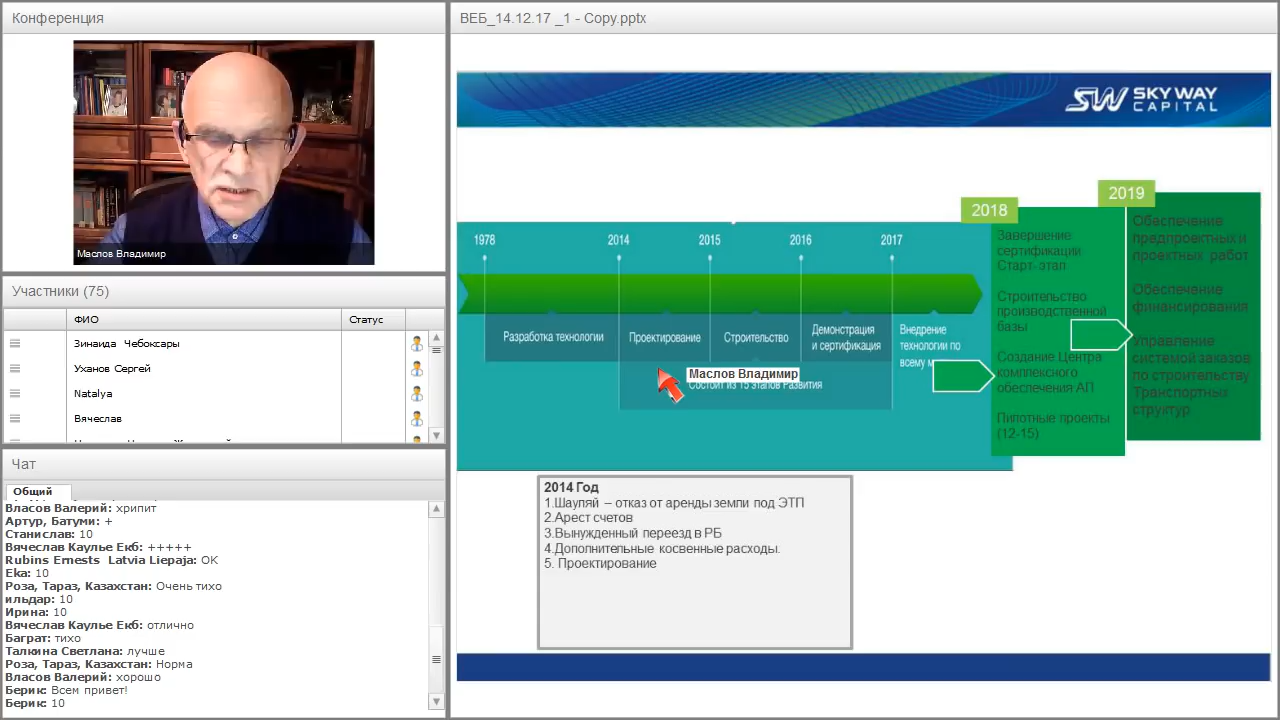 Конференция
Маслов Владимир
Участники (75)
ФИО
Статус
Зинаида Чебоксары
Уханов Сергей
Natalya
Вячеслав
Чат
Общий
Власов Валерий: хрипит
Артур, Батуми: +
Станислав: 10
Вячеслав Каулье Екб: +++++
Rubins Ernests Latvia Liepaja: OK
Eka: 10
Роза, Тараз, Казахстан: Очень тихо
ильдар: 10
Ирина: 10
Вячеслав Каулье Екб: отлично
Баграт: тихо
Талкина Светлана: лучше
Роза, Тараз, Казахстан: Норма
Власов Валерий: хорошо
Берик: Всем привет!
Берик: 10
ВЕБ_14.12.17 _1 - Copy.pptx
SW SKY WAY
CAPITAL
1978
2014
2015
2016
2017
2018
2019
Разработка технологии
Проектирование
Строительство
Демонстрация
и сертификация
Внедрение
технологии по
всему
Маслов Владимир
Состоит из 15 этапов Развития
Завершение
сертификации
Старт-этап
Строительство
производственной
базы
Создание Центра
комплексного
обеспечения АП
Пилотные проекты
(12-15)
Обеспечение
предпроектных и
проектных работ
Обеспечение
финансирования
Управление
системой заказов
по строительству
Транспортных
структур
2014 Год
1.Шауляй – отказ от аренды земли под ЭТП
2.Арест счетов
3.Вынужденный переезд в РБ
4.Дополнительные косвенные расходы.
5. Проектирование